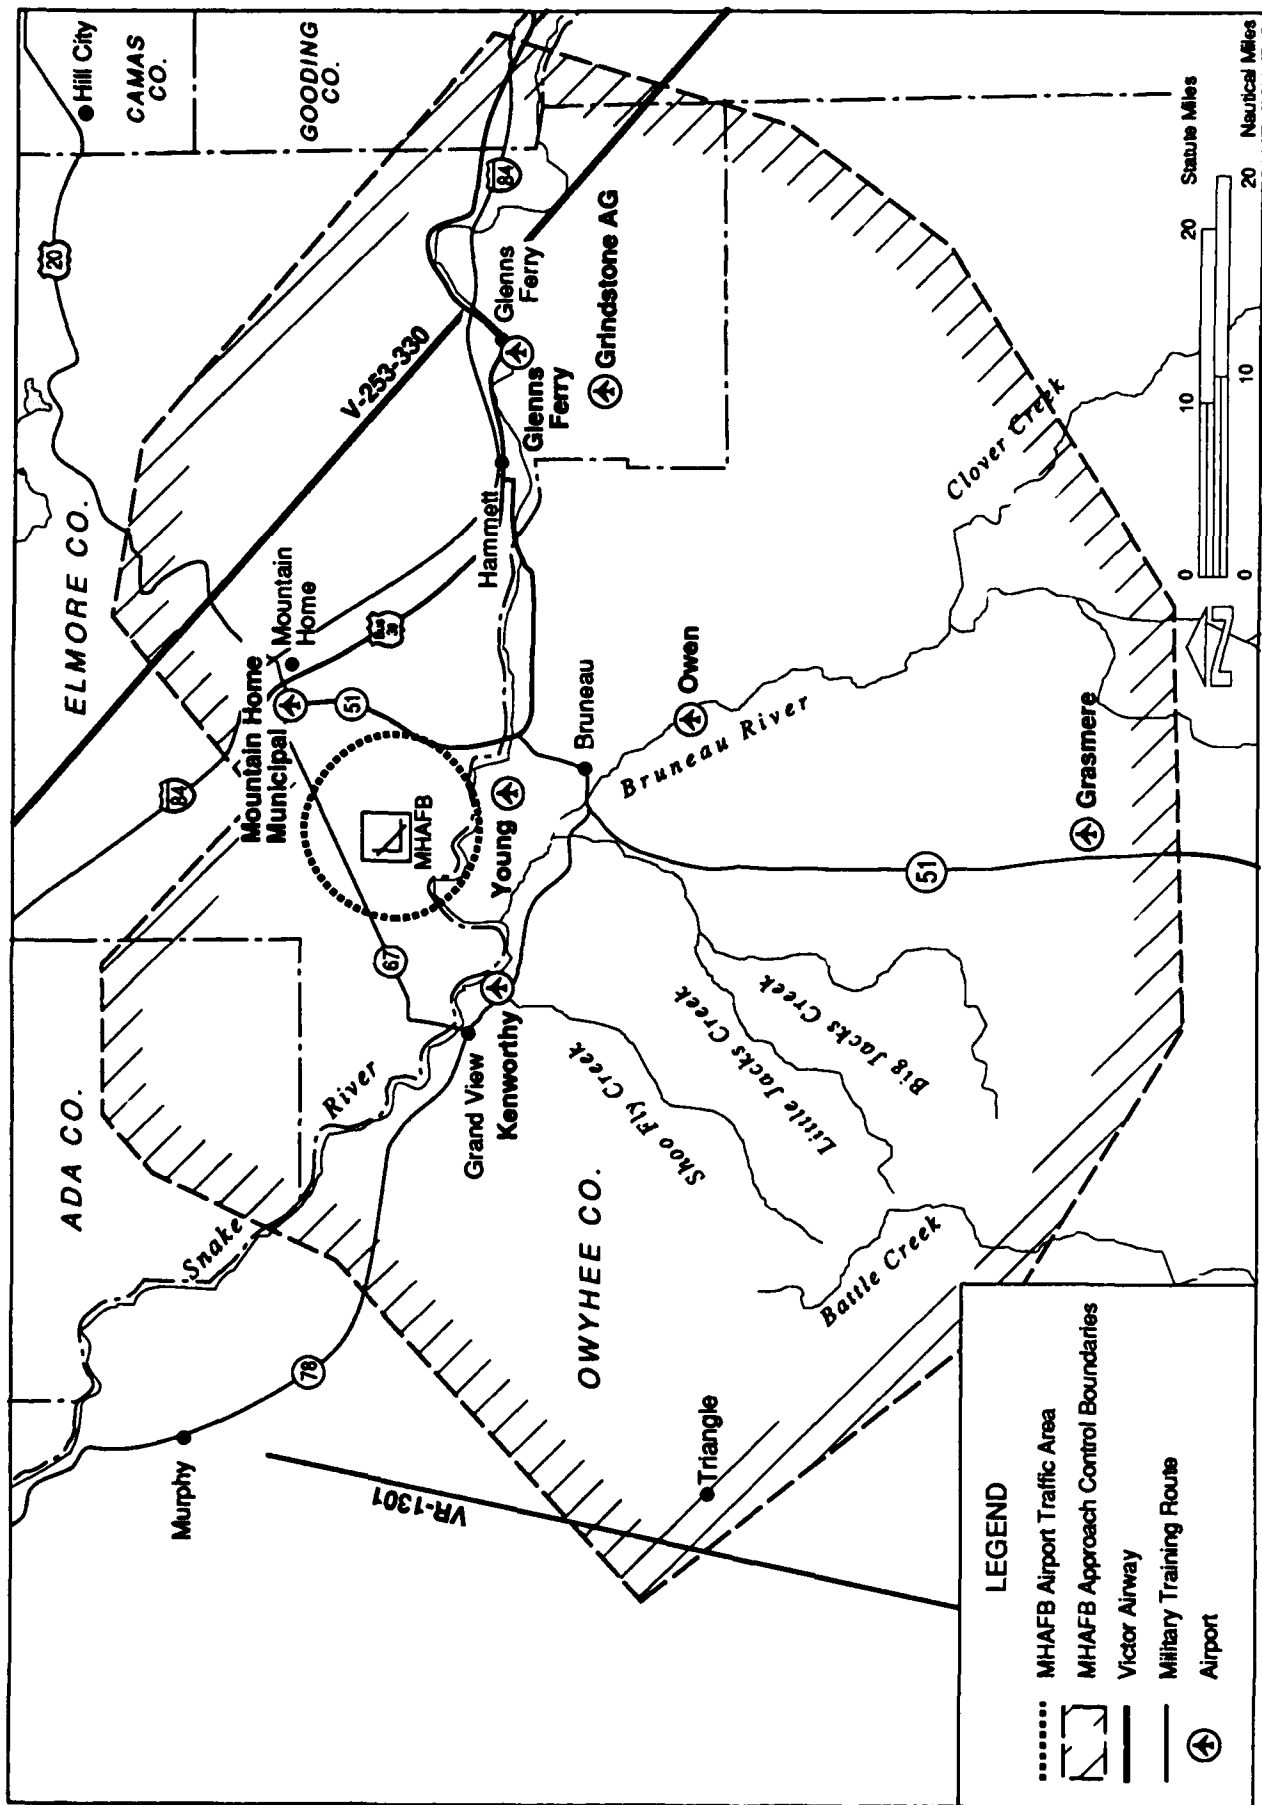 Hill City
CAMAS
CO.
GOODING
CO.
20
ELMORE CO.
V-253-330
84
Glenns
Ferry
Glenns
Ferry
Grindstone AG
Hammett
Mountain
Home
Mountain Home
Municipal
51
84
MHAFB
Young
Bruneau
Owen
Bruneau River
Clover Creek
Grasmere
51
67
ADA CO.
Snake
River
Grand View
Kenworthy
Shoo Fly Creek
Little Jacks Creek
Big Jacks Creek
Battle Creek
OWYHEE CO.
78
Murphy
VR-1301
Triangle
Statute Miles
0
10
20
0
10
20
Nautical Miles
N
LEGEND
MHAFB Airport Traffic Area
MHAFB Approach Control Boundaries
Victor Airway
Military Training Route
Airport